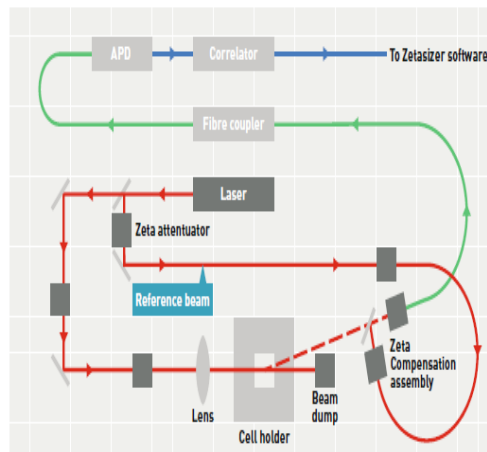 APD
Correlator
To Zetasizer software
Fibre coupler
Laser
Zeta attentuator
Reference beam
Zeta
Compensation
assembly
Lens
Beam
dump
Cell holder